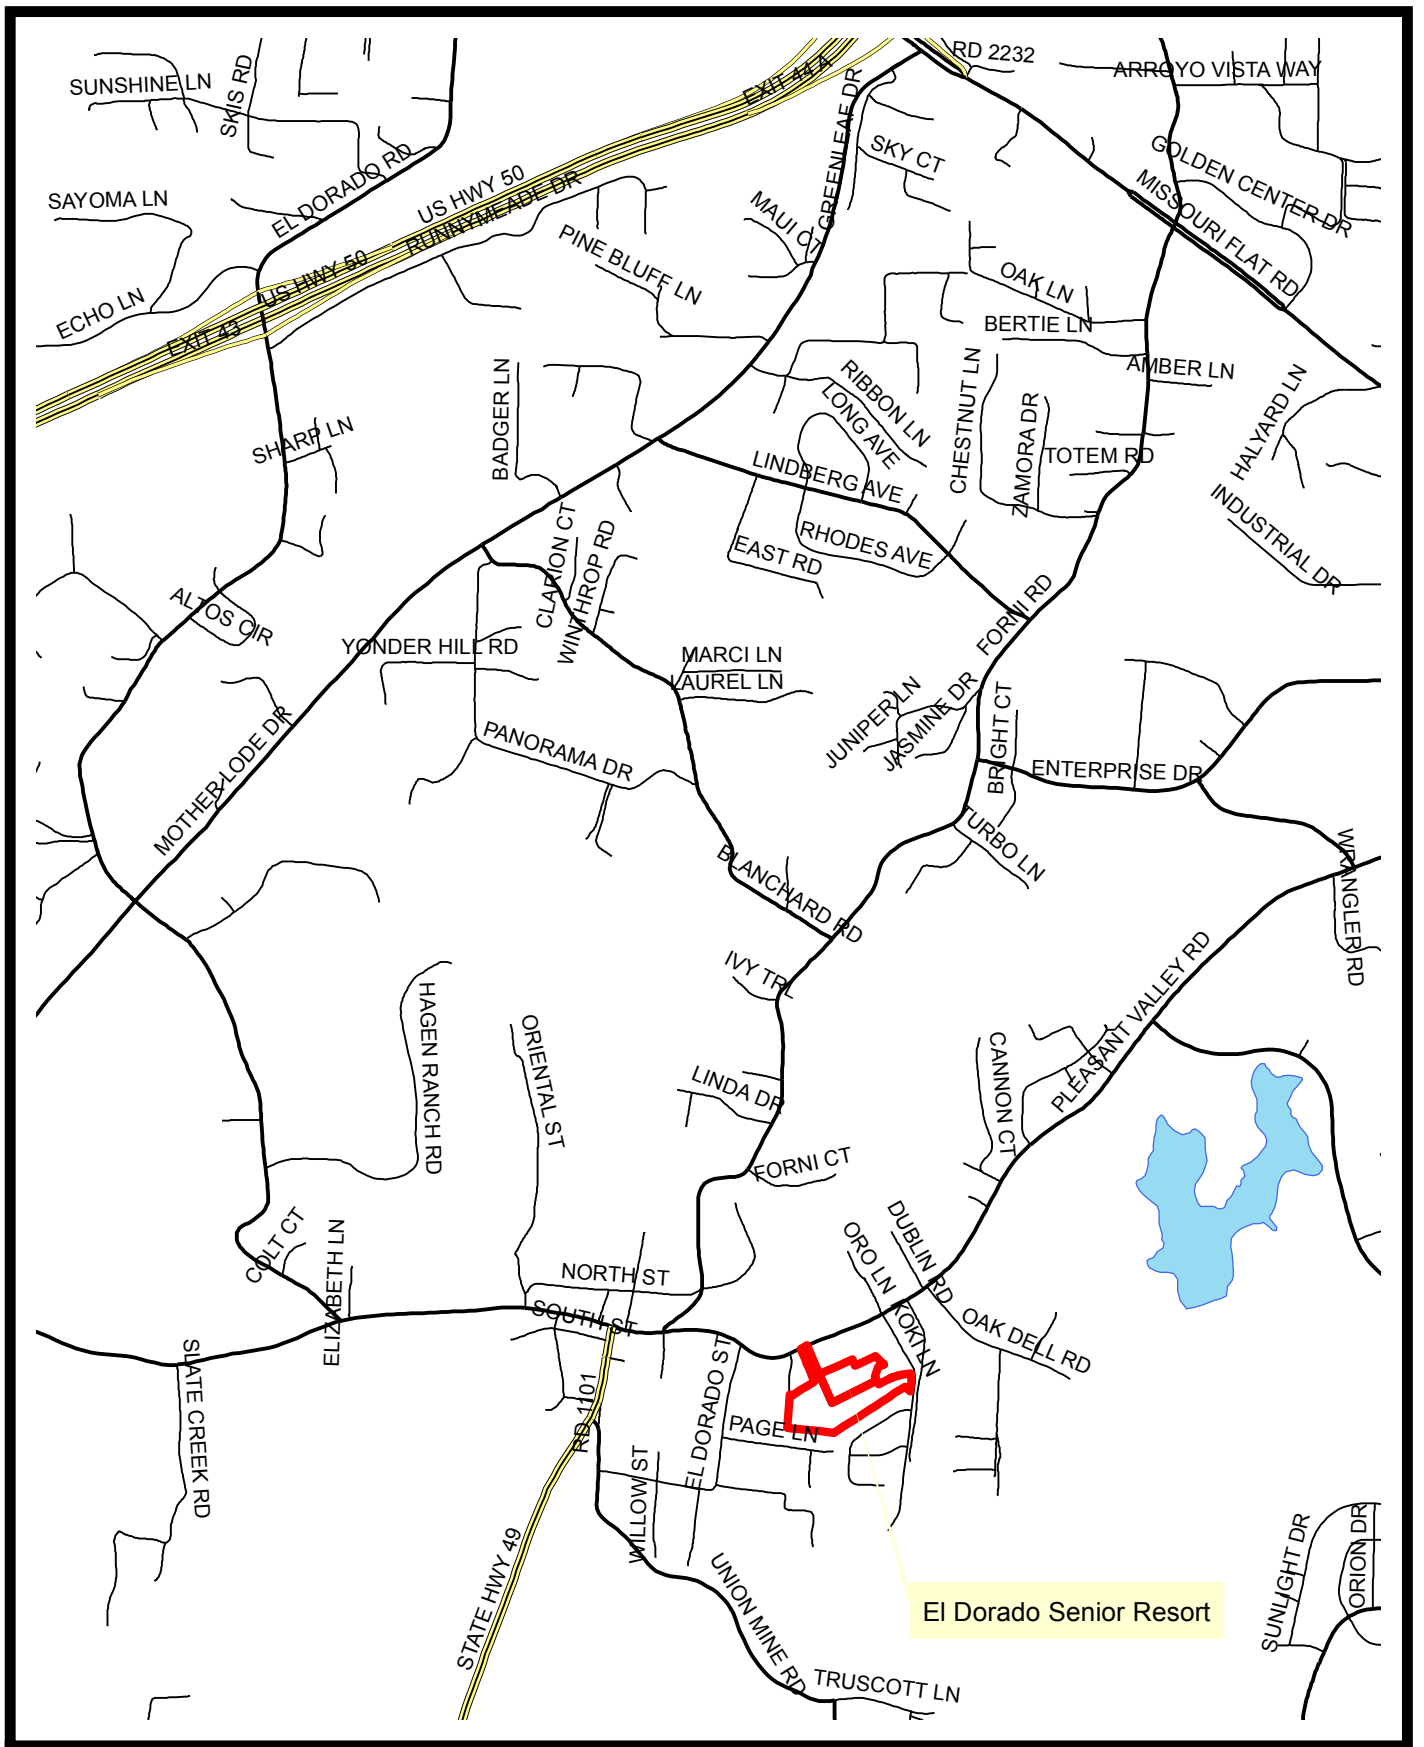 RD 2232
ARROYO VISTA WAY
SUNSHINE LN
SKIS RD
EXIT 44A
GREENLEAF DR
SKY CT
GOLDEN CENTER DR
MISSOURI FLAT RD
SAYOMA LN
EL DORADO RD
US HWY 50
RUNNYMEADE DR
MAUI CT
PINE BLUFF LN
US HWY 50
OAK LN
ECHO LN
EXIT 43
BERTIE LN
AMBER LN
BADGER LN
RIBBON LN
LONG AVE
CHESTNUT LN
ZAMORA DR
HALYARD LN
SHARP LN
LINDBERG AVE
TOTEM RD
INDUSTRIAL DR
CLARION CT
WINTHROP RD
EAST RD
RHODES AVE
ALTOS CIR
FORNI RD
YONDER HILL RD
MARCI LN
LAUREL LN
JUNIPER LN
JASMINE DR
BRIGHT CT
MOTHER LODE DR
PANORAMA DR
ENTERPRISE DR
TURBO LN
WRANGLER RD
BLANCHARD RD
IVY TRL
PLEASANT VALLEY RD
HAGEN RANCH RD
ORIENTAL ST
LINDA DR
CANNON CT
FORNI CT
COLT CT
ELIZABETH LN
NORTH ST
SOUTH ST
ORO LN
DUBLIN RD
KOKI LN
OAK DELL RD
SLATE CREEK RD
RD 1101
EL DORADO ST
PAGE LN
WILLOW ST
STATE HWY 49
UNION MINE RD
El Dorado Senior Resort
SUNLIGHT DR
ORION DR
TRUSCOTT LN